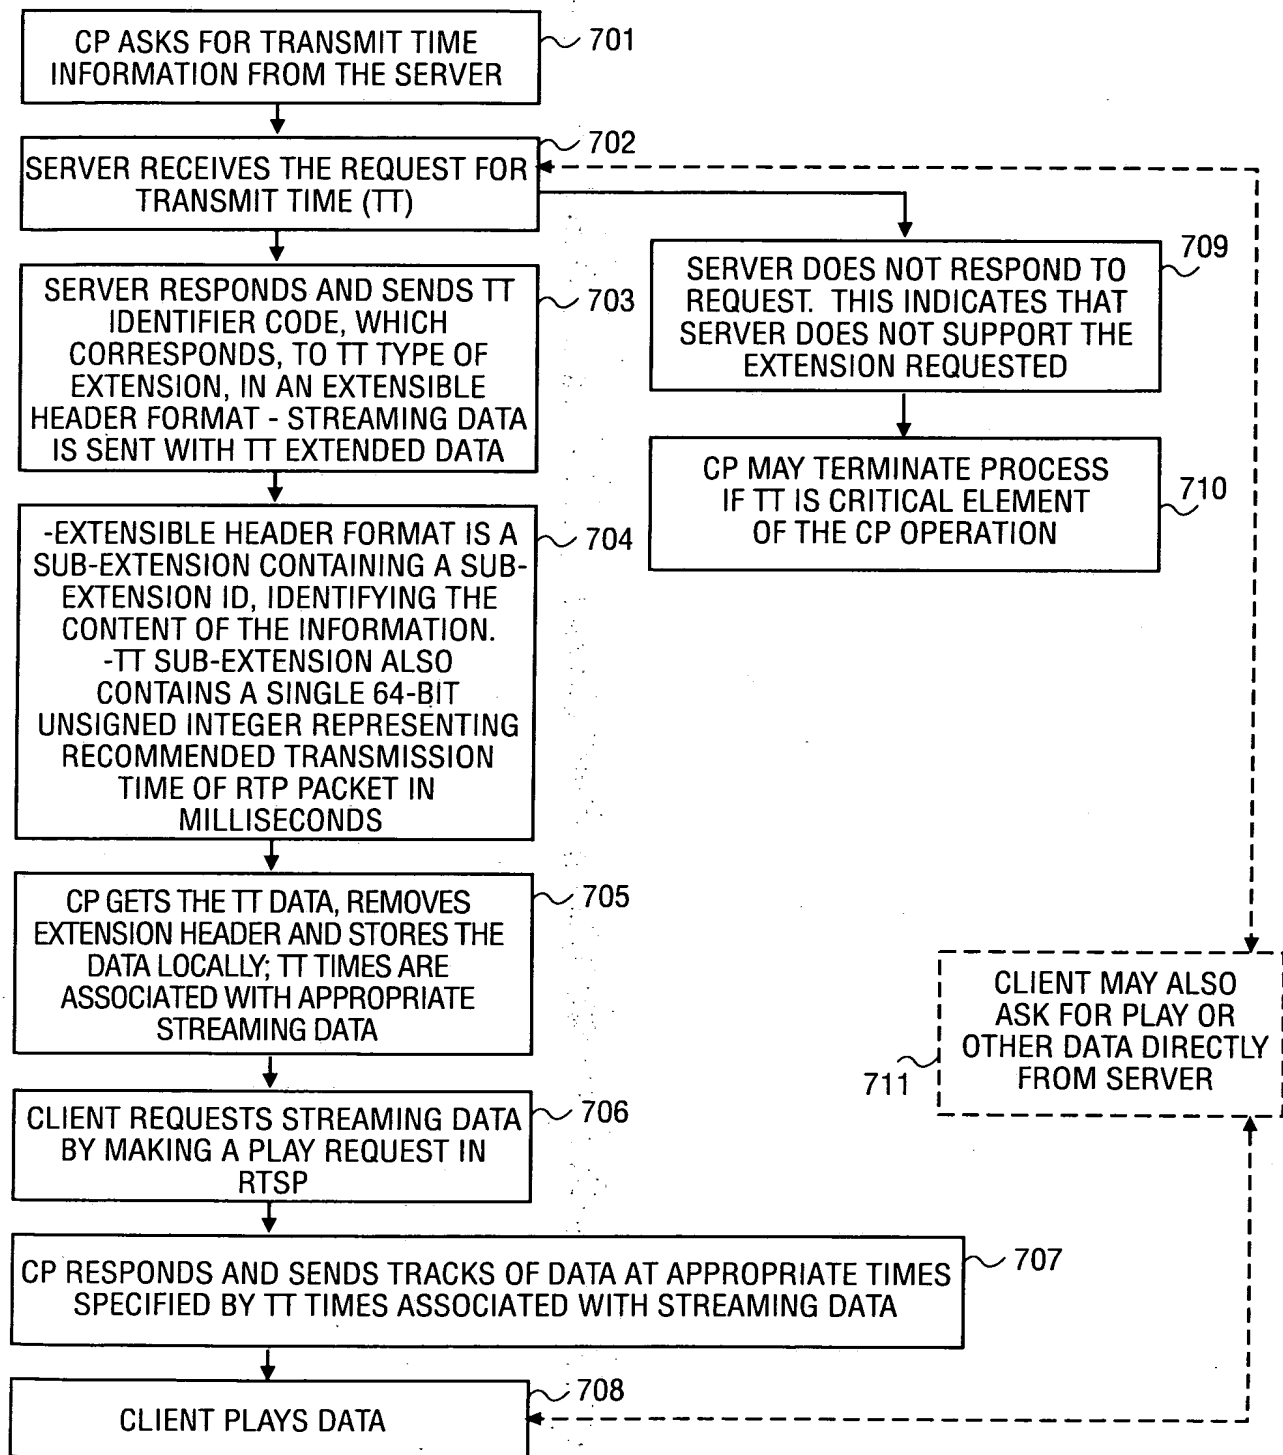 CP ASKS FOR TRANSMIT TIME
INFORMATION FROM THE SERVER
701
SERVER RECEIVES THE REQUEST FOR
TRANSMIT TIME (TT)
702
SERVER RESPONDS AND SENDS TT
IDENTIFIER CODE, WHICH
CORRESPONDS, TO TT TYPE OF
EXTENSION, IN AN EXTENSIBLE
HEADER FORMAT - STREAMING DATA
IS SENT WITH TT EXTENDED DATA
703
SERVER DOES NOT RESPOND TO
REQUEST. THIS INDICATES THAT
SERVER DOES NOT SUPPORT THE
EXTENSION REQUESTED
709
CP MAY TERMINATE PROCESS
IF TT IS CRITICAL ELEMENT
OF THE CP OPERATION
710
-EXTENSIBLE HEADER FORMAT IS A
SUB-EXTENSION CONTAINING A SUB-
EXTENSION ID, IDENTIFYING THE
CONTENT OF THE INFORMATION.
-TT SUB-EXTENSION ALSO
CONTAINS A SINGLE 64-BIT
UNSIGNED INTEGER REPRESENTING
RECOMMENDED TRANSMISSION
TIME OF RTP PACKET IN
MILLISECONDS
704
CP GETS THE TT DATA, REMOVES
EXTENSION HEADER AND STORES THE
DATA LOCALLY; TT TIMES ARE
ASSOCIATED WITH APPROPRIATE
STREAMING DATA
705
CLIENT MAY ALSO
ASK FOR PLAY OR
OTHER DATA DIRECTLY
FROM SERVER
711
CLIENT REQUESTS STREAMING DATA
BY MAKING A PLAY REQUEST IN
RTSP
706
CP RESPONDS AND SENDS TRACKS OF DATA AT APPROPRIATE TIMES
SPECIFIED BY TT TIMES ASSOCIATED WITH STREAMING DATA
707
CLIENT PLAYS DATA
708